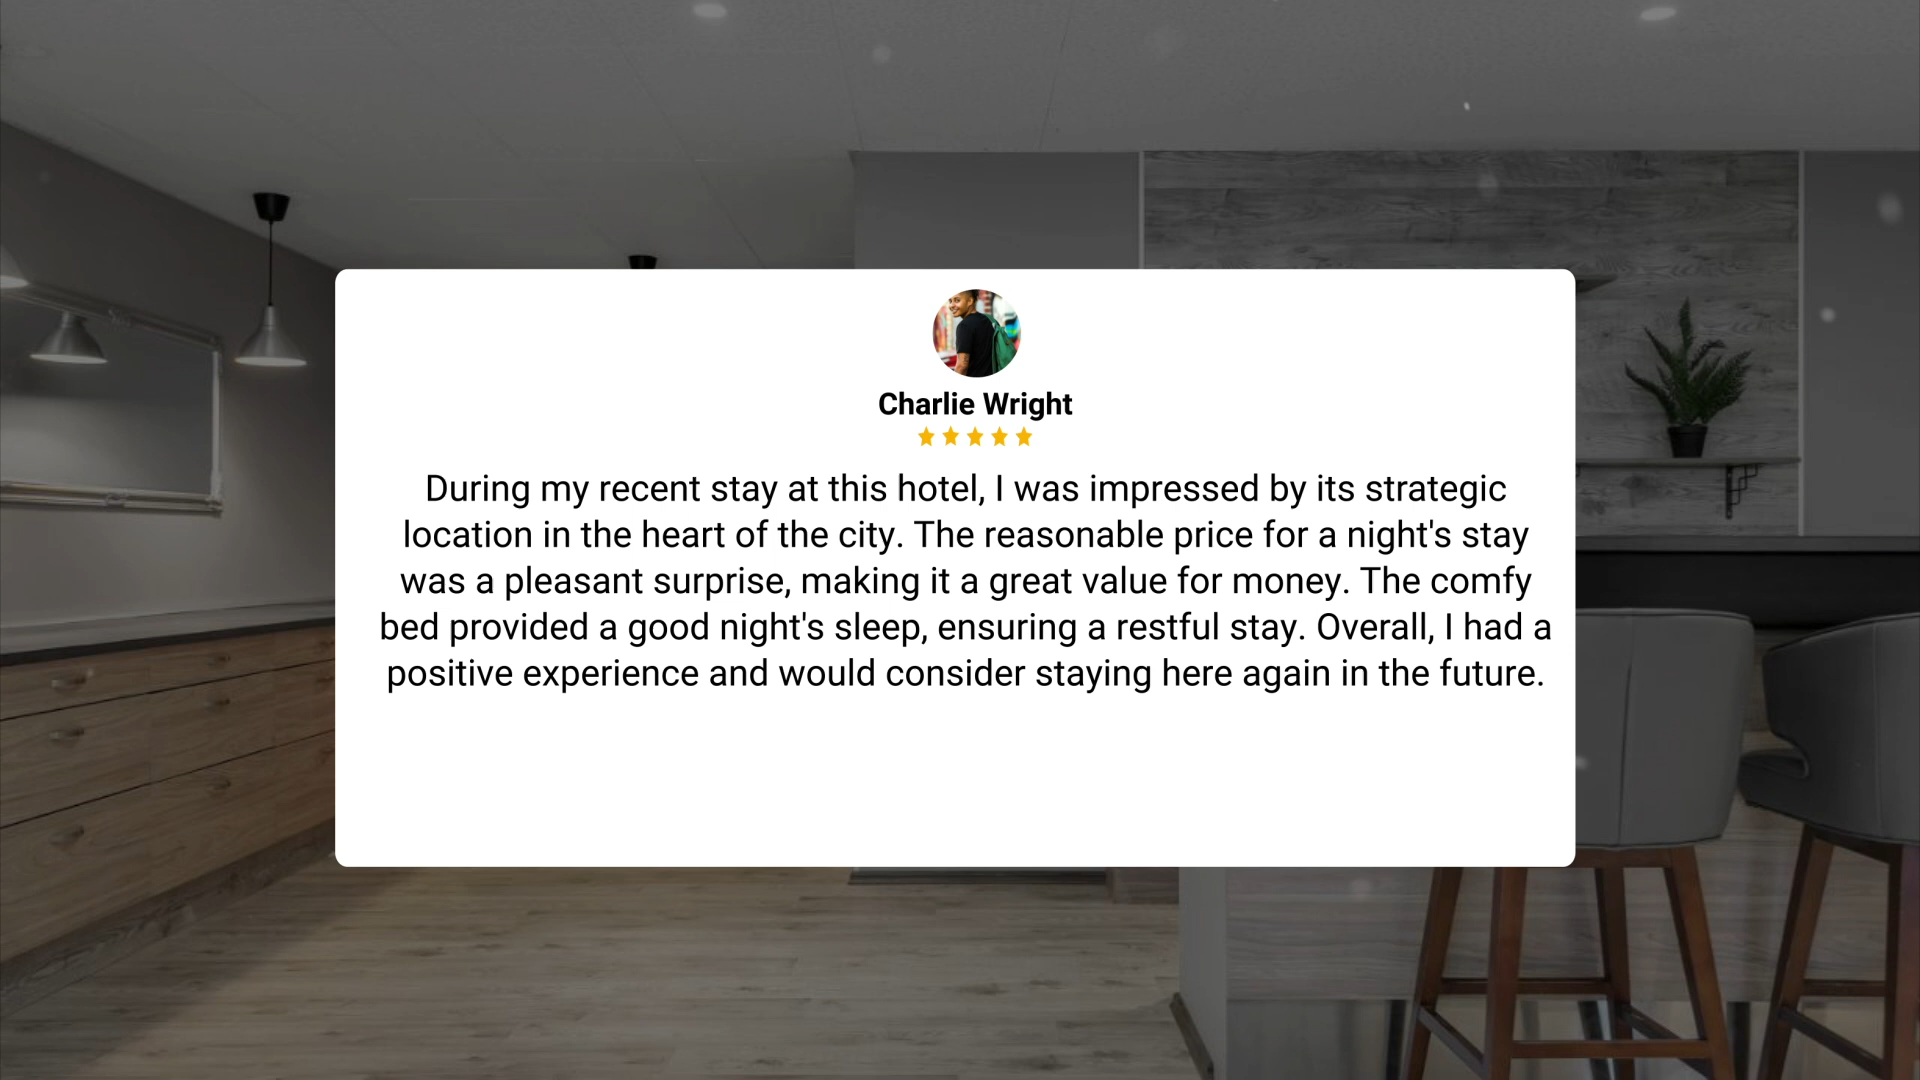 Charlie Wright
During my recent stay at this hotel, I was impressed by its strategic
location in the heart of the city. The reasonable price for a night's stay
was a pleasant surprise, making it a great value for money. The comfy
bed provided a good night's sleep, ensuring a restful stay. Overall, I had a
positive experience and would consider staying here again in the future.